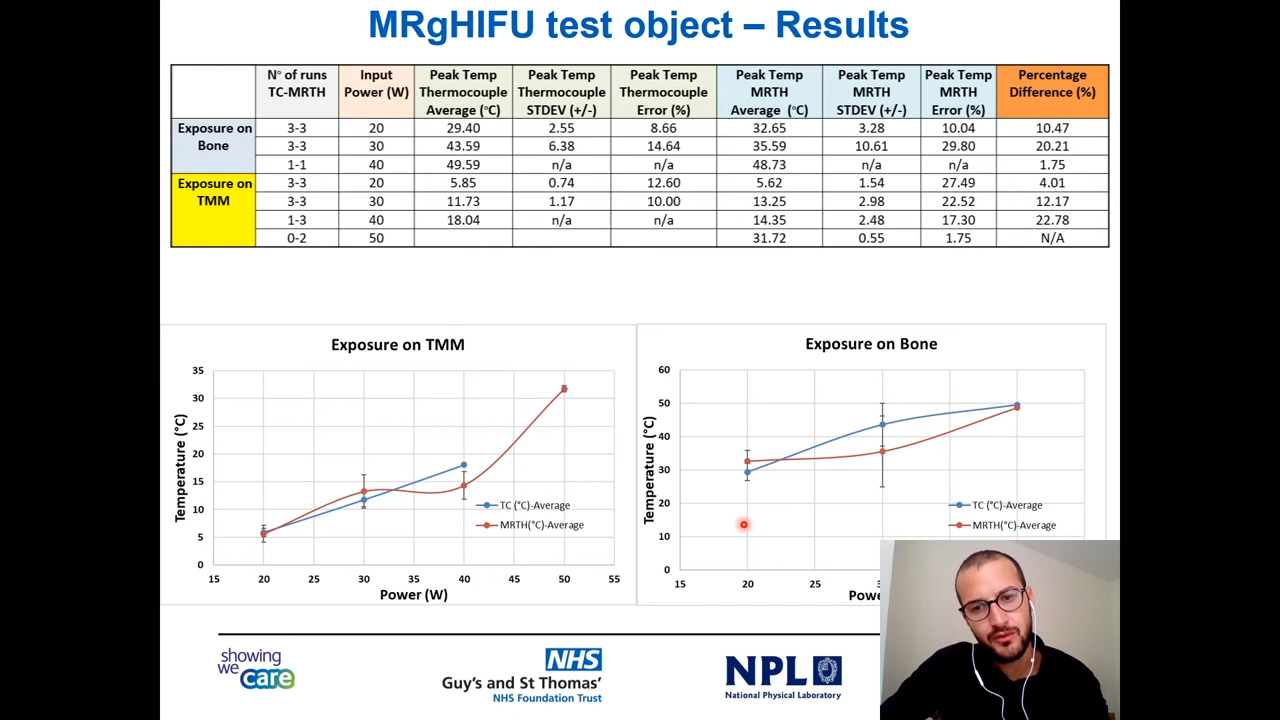 MRgHIFU test object – Results
N° of runs TC-MRTH Input Power (W) Peak Temp Thermocouple Average (°C) Peak Temp Thermocouple STDEV (+/-) Peak Temp Thermocouple Error (%) Peak Temp MRTH Average (°C) Peak Temp MRTH STDEV (+/-) Peak Temp MRTH Error (%) Percentage Difference (%)
Exposure on Bone
3-3 20 29.40 2.55 8.66 32.65 3.28 10.04 10.47
3-3 30 43.59 6.38 14.64 35.59 10.61 29.80 20.21
1-1 40 49.59 n/a n/a 48.73 n/a n/a 1.75
Exposure on TMM
3-3 20 5.85 0.74 12.60 5.62 1.54 27.49 4.01
3-3 30 11.73 1.17 10.00 13.25 2.98 22.52 12.17
1-3 40 18.04 n/a n/a 14.35 2.48 17.30 22.78
0-2 50 31.72 0.55 1.75 N/A
Exposure on TMM
35
30
25
20
15
10
5
0
Temperature (°C)
TC (°C)-Average
MRTH(°C)-Average
15 20 25 30 35 40 45 50 55
Power (W)
Exposure on Bone
60
50
40
30
20
10
0
Temperature (°C)
TC (°C)-Average
MRTH(°C)-Average
15 20 25
showing
we
care
NHS
Guy's and St Thomas'
NHS Foundation Trust
NPL
National Physical Laboratory